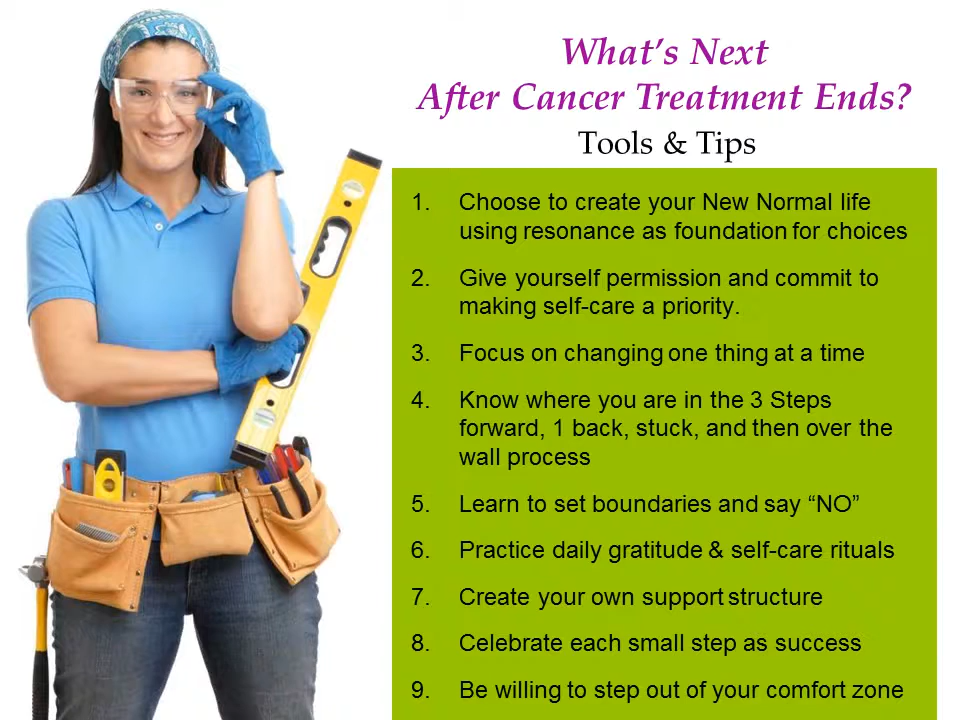 What's Next
After Cancer Treatment Ends?
Tools & Tips
1. Choose to create your New Normal life
using resonance as foundation for choices
2. Give yourself permission and commit to
making self-care a priority.
3. Focus on changing one thing at a time
4. Know where you are in the 3 Steps
forward, 1 back, stuck, and then over the
wall process
5. Learn to set boundaries and say “NO”
6. Practice daily gratitude & self-care rituals
7. Create your own support structure
8. Celebrate each small step as success
9. Be willing to step out of your comfort zone